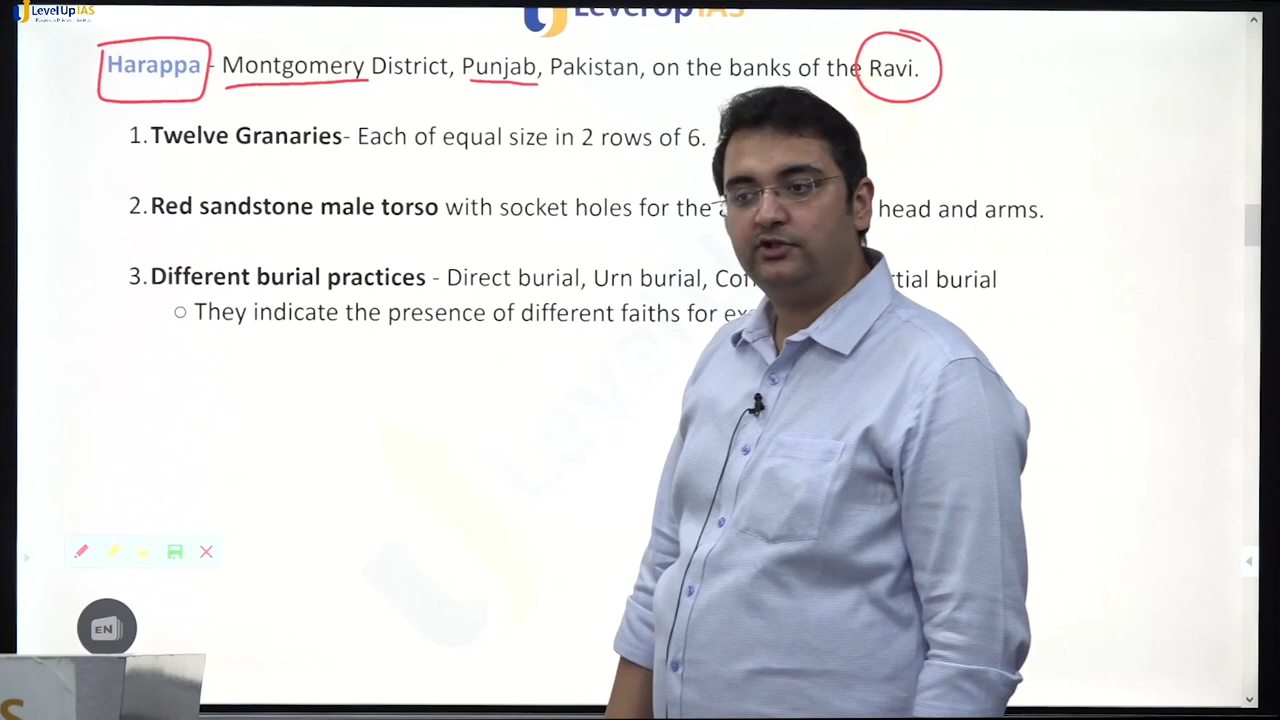 LevelUp IAS
LevelUp IAS
Harappa - Montgomery District, Punjab, Pakistan, on the banks of the Ravi.
1. Twelve Granaries- Each of equal size in 2 rows of 6.
2. Red sandstone male torso with socket holes for the head and arms.
3. Different burial practices - Direct burial, Urn burial, burial
○ They indicate the presence of different faiths for
EN